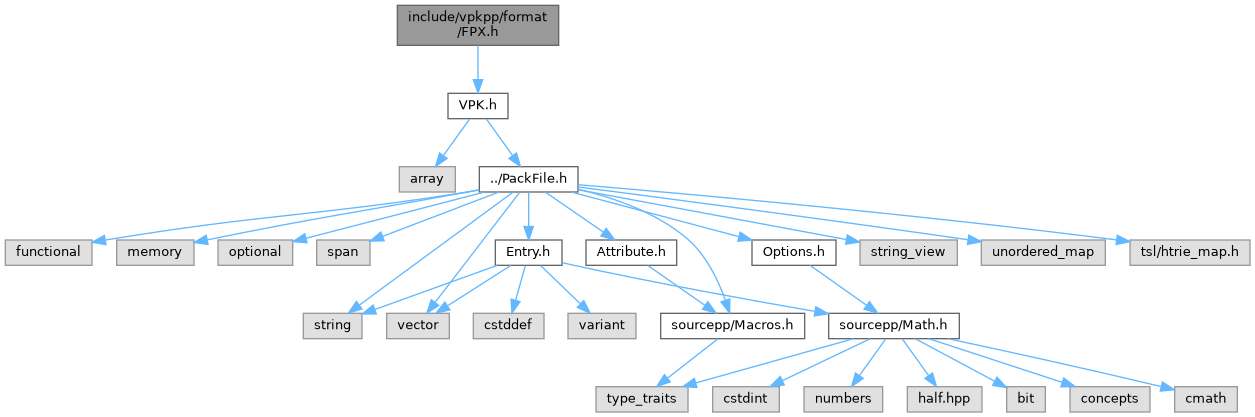 include/vpkpp/format
/FPX.h
VPK.h
array
../PackFile.h
functional
memory
optional
span
Entry.h
Attribute.h
Options.h
string_view
unordered_map
tsl/htrie_map.h
string
vector
cstddef
variant
sourcepp/Macros.h
sourcepp/Math.h
type_traits
cstdint
numbers
half.hpp
bit
concepts
cmath